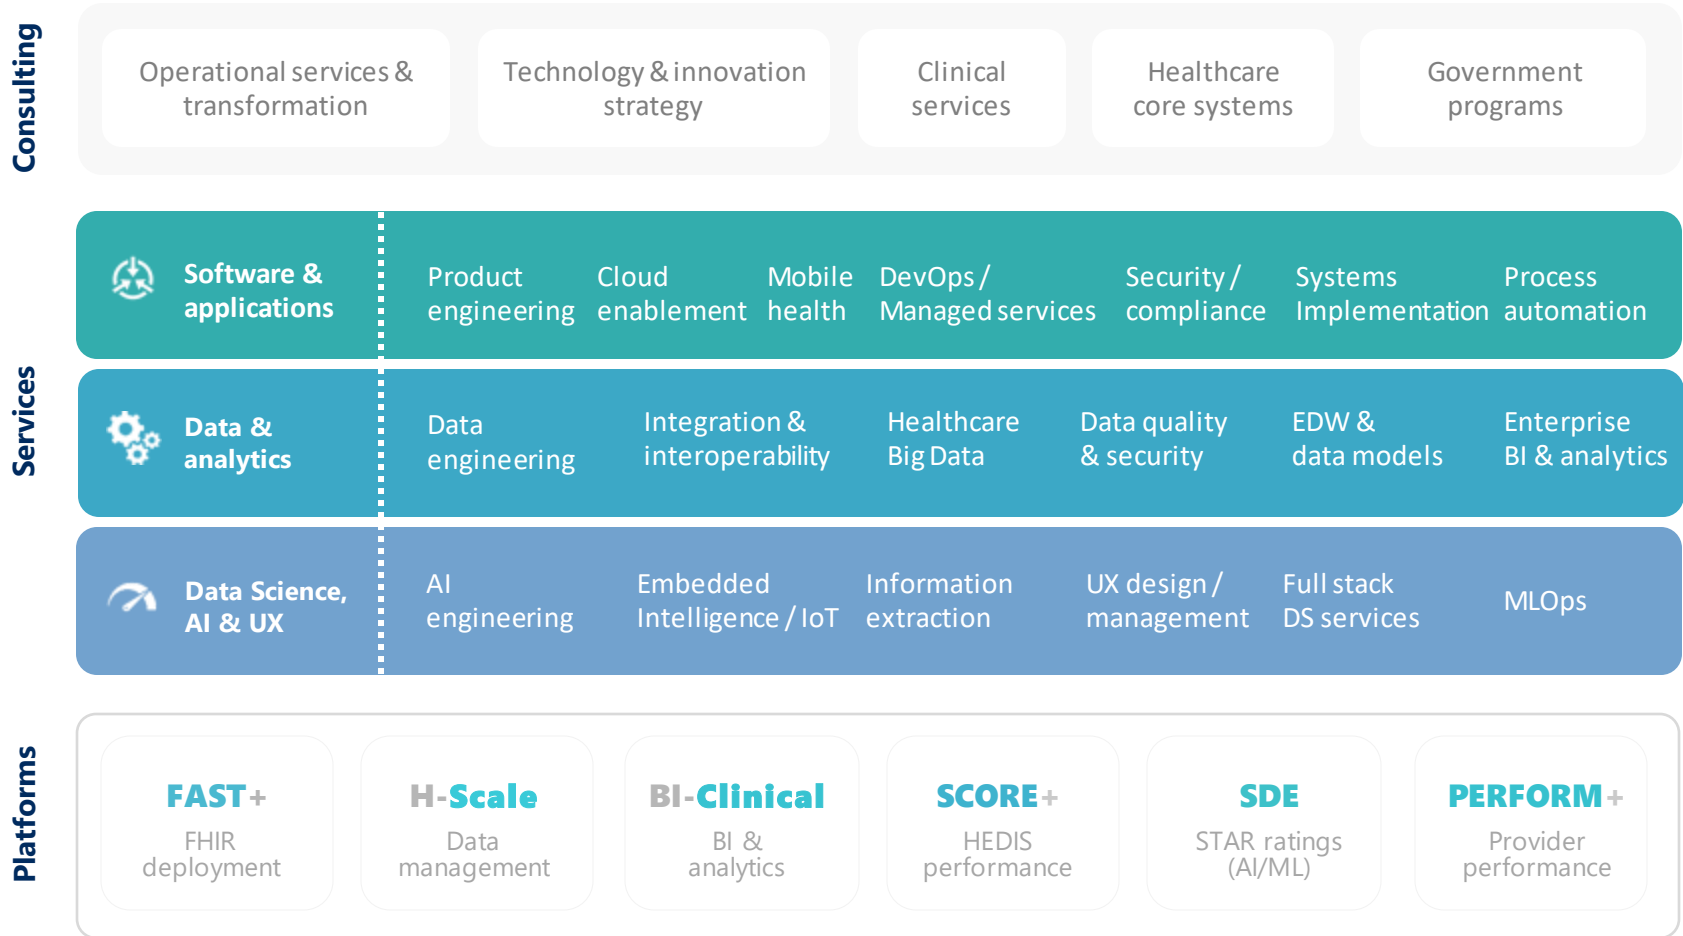 Consulting
Operational services &
transformation
Technology & innovation
strategy
Clinical
services
Healthcare
core systems
Government
programs
Services
Software &
applications
Product
engineering
Cloud
enablement
Mobile
health
DevOps /
Managed services
Security /
compliance
Systems
Implementation
Process
automation
Data &
analytics
Data
engineering
Integration &
interoperability
Healthcare
Big Data
Data quality
& security
EDW &
data models
Enterprise
BI & analytics
Data Science,
AI & UX
AI
engineering
Embedded
Intelligence / IoT
Information
extraction
UX design /
management
Full stack
DS services
MLOps
Platforms
FAST+
FHIR
deployment
H-Scale
Data
management
BI-Clinical
BI &
analytics
SCORE+
HEDIS
performance
SDE
STAR ratings
(AI/ML)
PERFORM+
Provider
performance